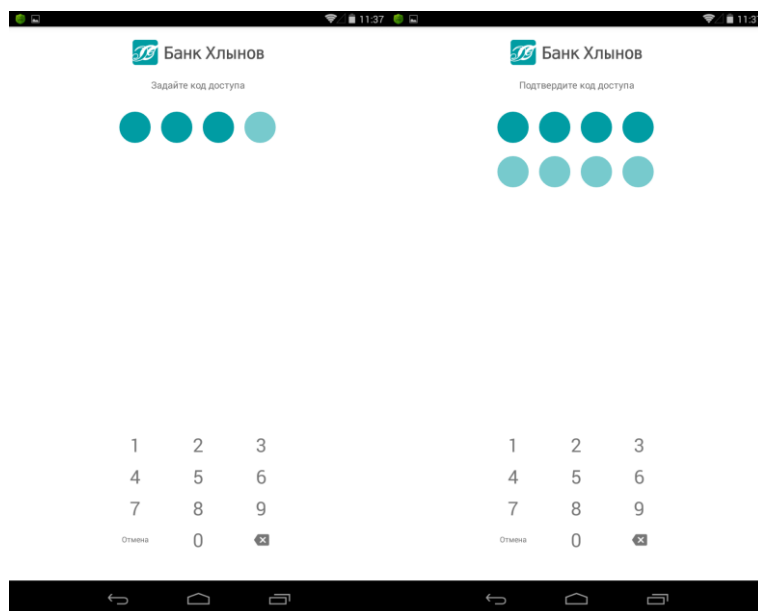 11:37
Банк Хлынов
Задайте код доступа
1 2 3
4 5 6
7 8 9
Отмена 0
11:37
Банк Хлынов
Подтвердите код доступа
1 2 3
4 5 6
7 8 9
Отмена 0